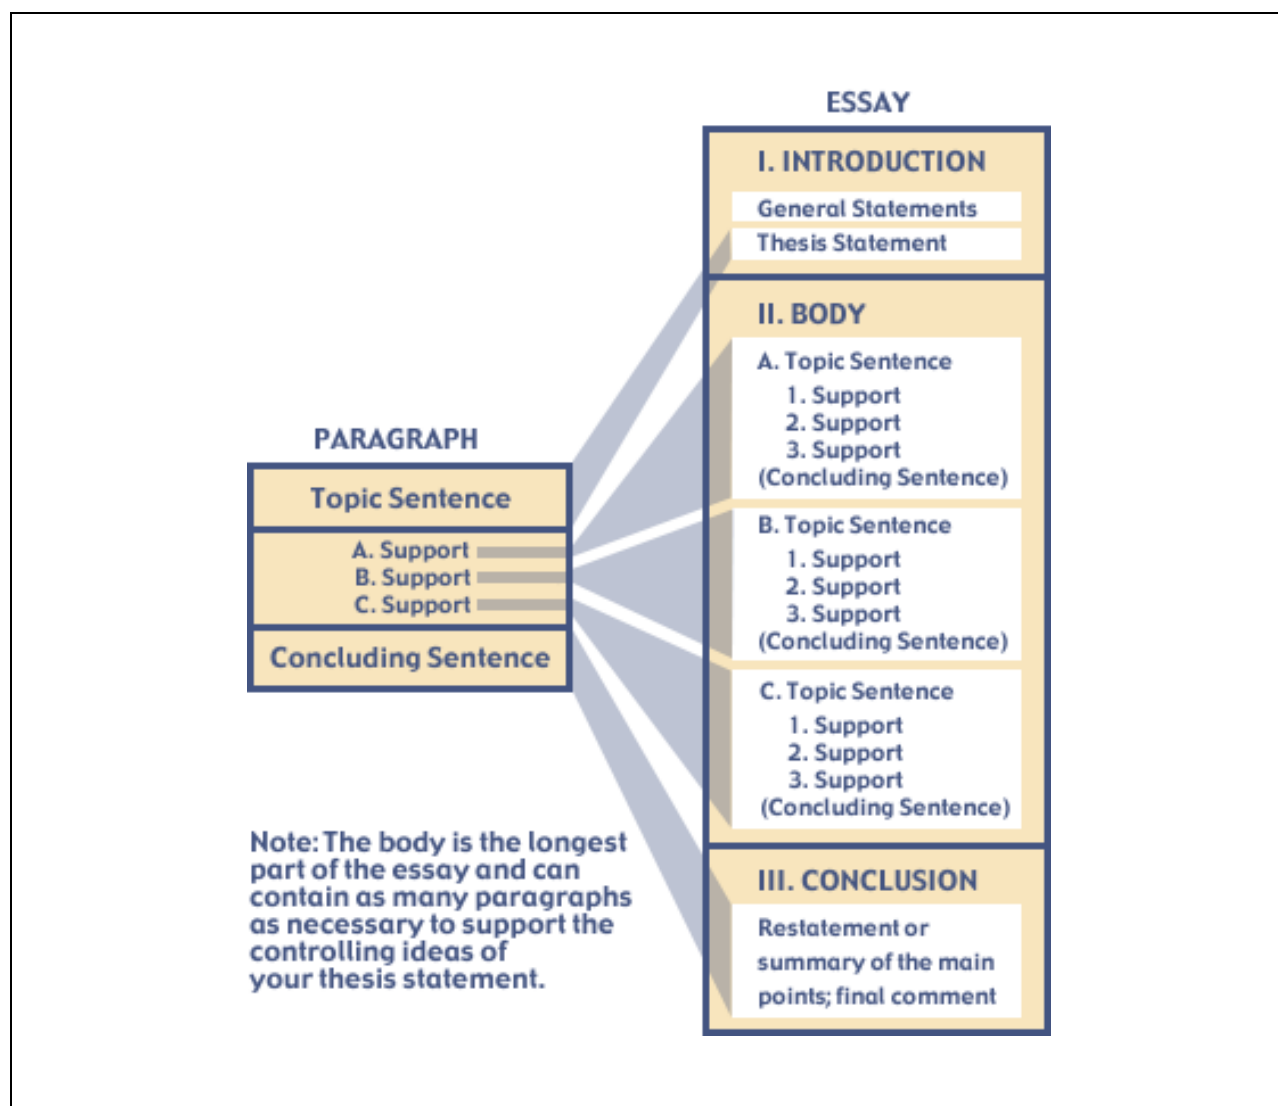 PARAGRAPH
Topic Sentence
A. Support
B. Support
C. Support
Concluding Sentence
Note: The body is the longest
part of the essay and can
contain as many paragraphs
as necessary to support the
controlling ideas of
your thesis statement.
ESSAY
I. INTRODUCTION
General Statements
Thesis Statement
II. BODY
A. Topic Sentence
1. Support
2. Support
3. Support
(Concluding Sentence)
B. Topic Sentence
1. Support
2. Support
3. Support
(Concluding Sentence)
C. Topic Sentence
1. Support
2. Support
3. Support
(Concluding Sentence)
III. CONCLUSION
Restatement or
summary of the main
points; final comment